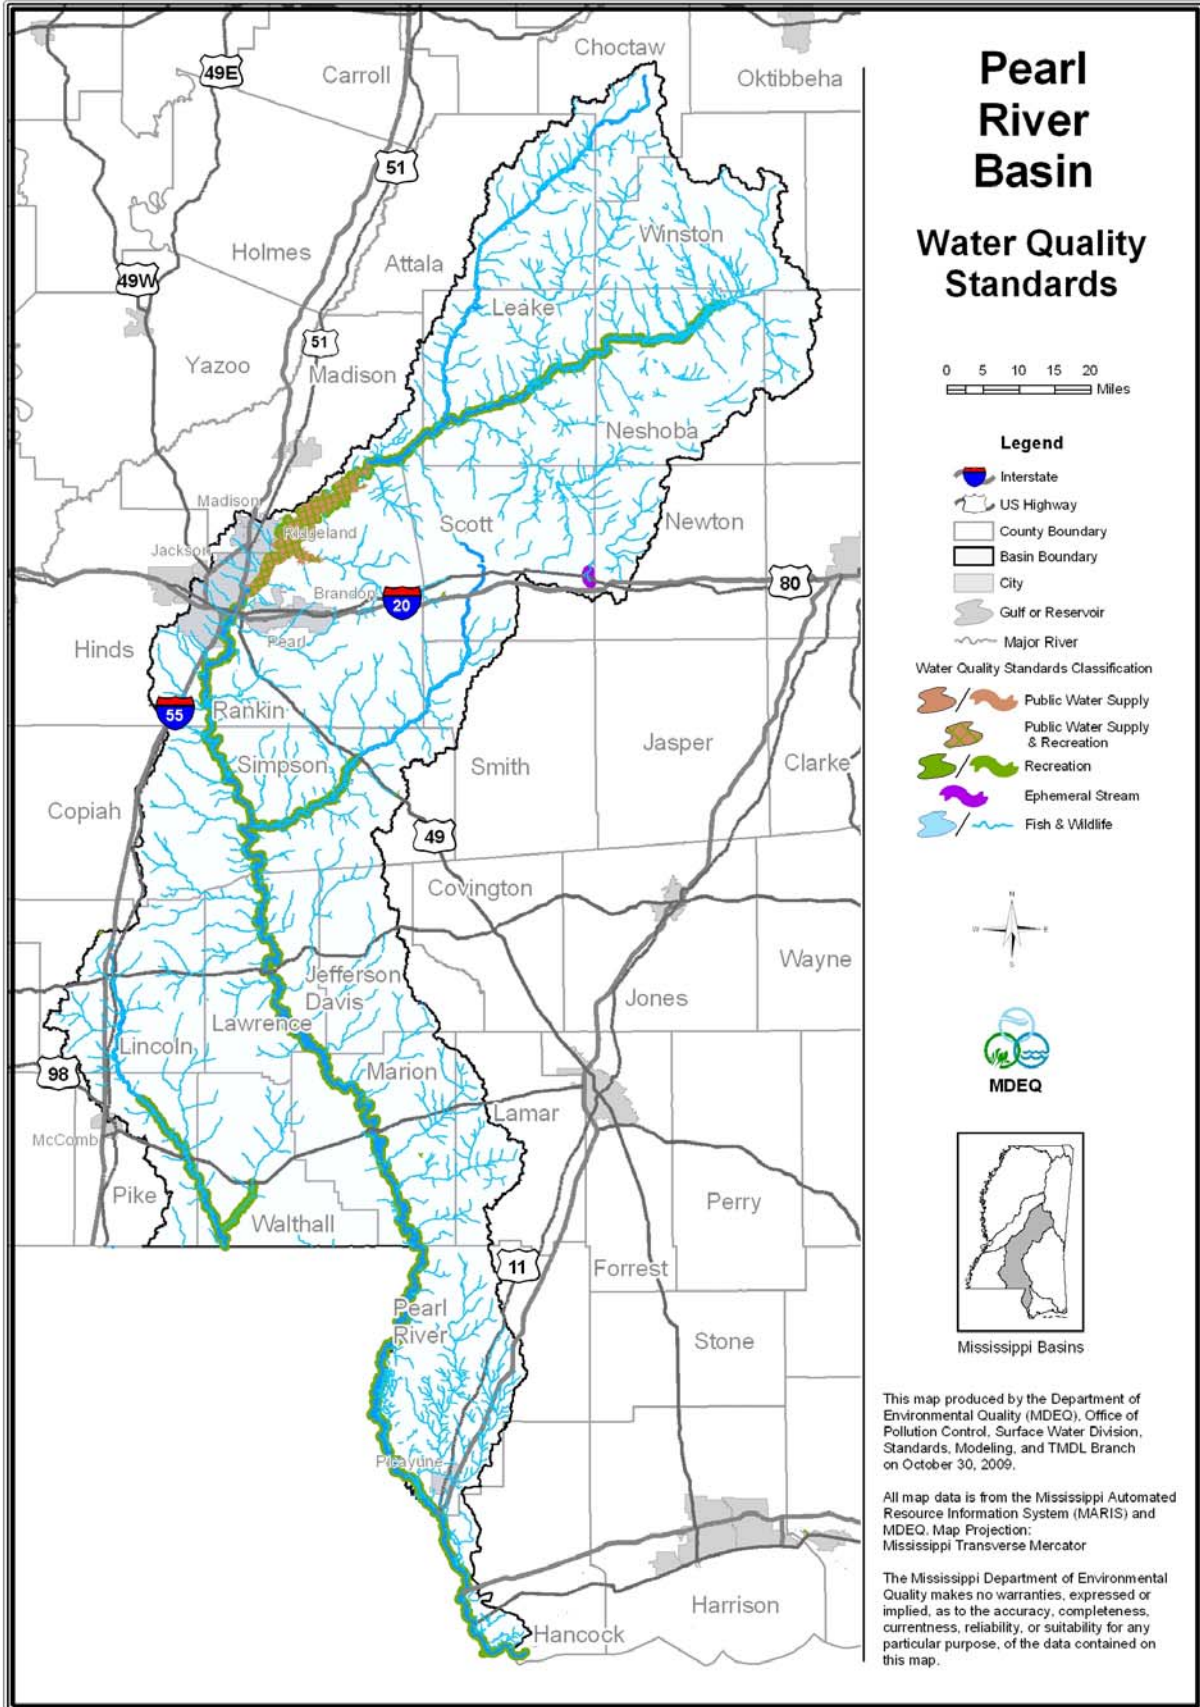 Pearl
River
Basin
Water Quality
Standards
0 5 10 15 20
Miles
Legend
Interstate
US Highway
County Boundary
Basin Boundary
City
Gulf or Reservoir
Major River
Water Quality Standards Classification
Public Water Supply
Public Water Supply
& Recreation
Recreation
Ephemeral Stream
Fish & Wildlife
N
W E
S
MDEQ
Mississippi Basins
This map produced by the Department of
Environmental Quality (MDEQ), Office of
Pollution Control, Surface Water Division,
Standards, Modeling, and TMDL Branch
on October 30, 2009.
All map data is from the Mississippi Automated
Resource Information System (MARIS) and
MDEQ. Map Projection:
Mississippi Transverse Mercator
The Mississippi Department of Environmental
Quality makes no warranties, expressed or
implied, as to the accuracy, completeness,
currentness, reliability, or suitability for any
particular purpose, of the data contained on
this map.
Choctaw
49E
Carroll
Oktibbeha
51
Winston
Holmes
Attala
49W
Leake
51
Yazoo
Madison
Neshoba
Madison
Scott
Newton
Ridgeland
Jackson
80
Brandon
20
Pearl
Hinds
55
Rankin
Jasper
Simpson
Smith
Clarke
Copiah
49
Covington
Wayne
Jefferson
Davis
Jones
Lawrence
Lincoln
98
Marion
Lamar
McComb
Pike
Perry
Walthall
11
Forrest
Pearl
River
Stone
Picayune
Harrison
Hancock